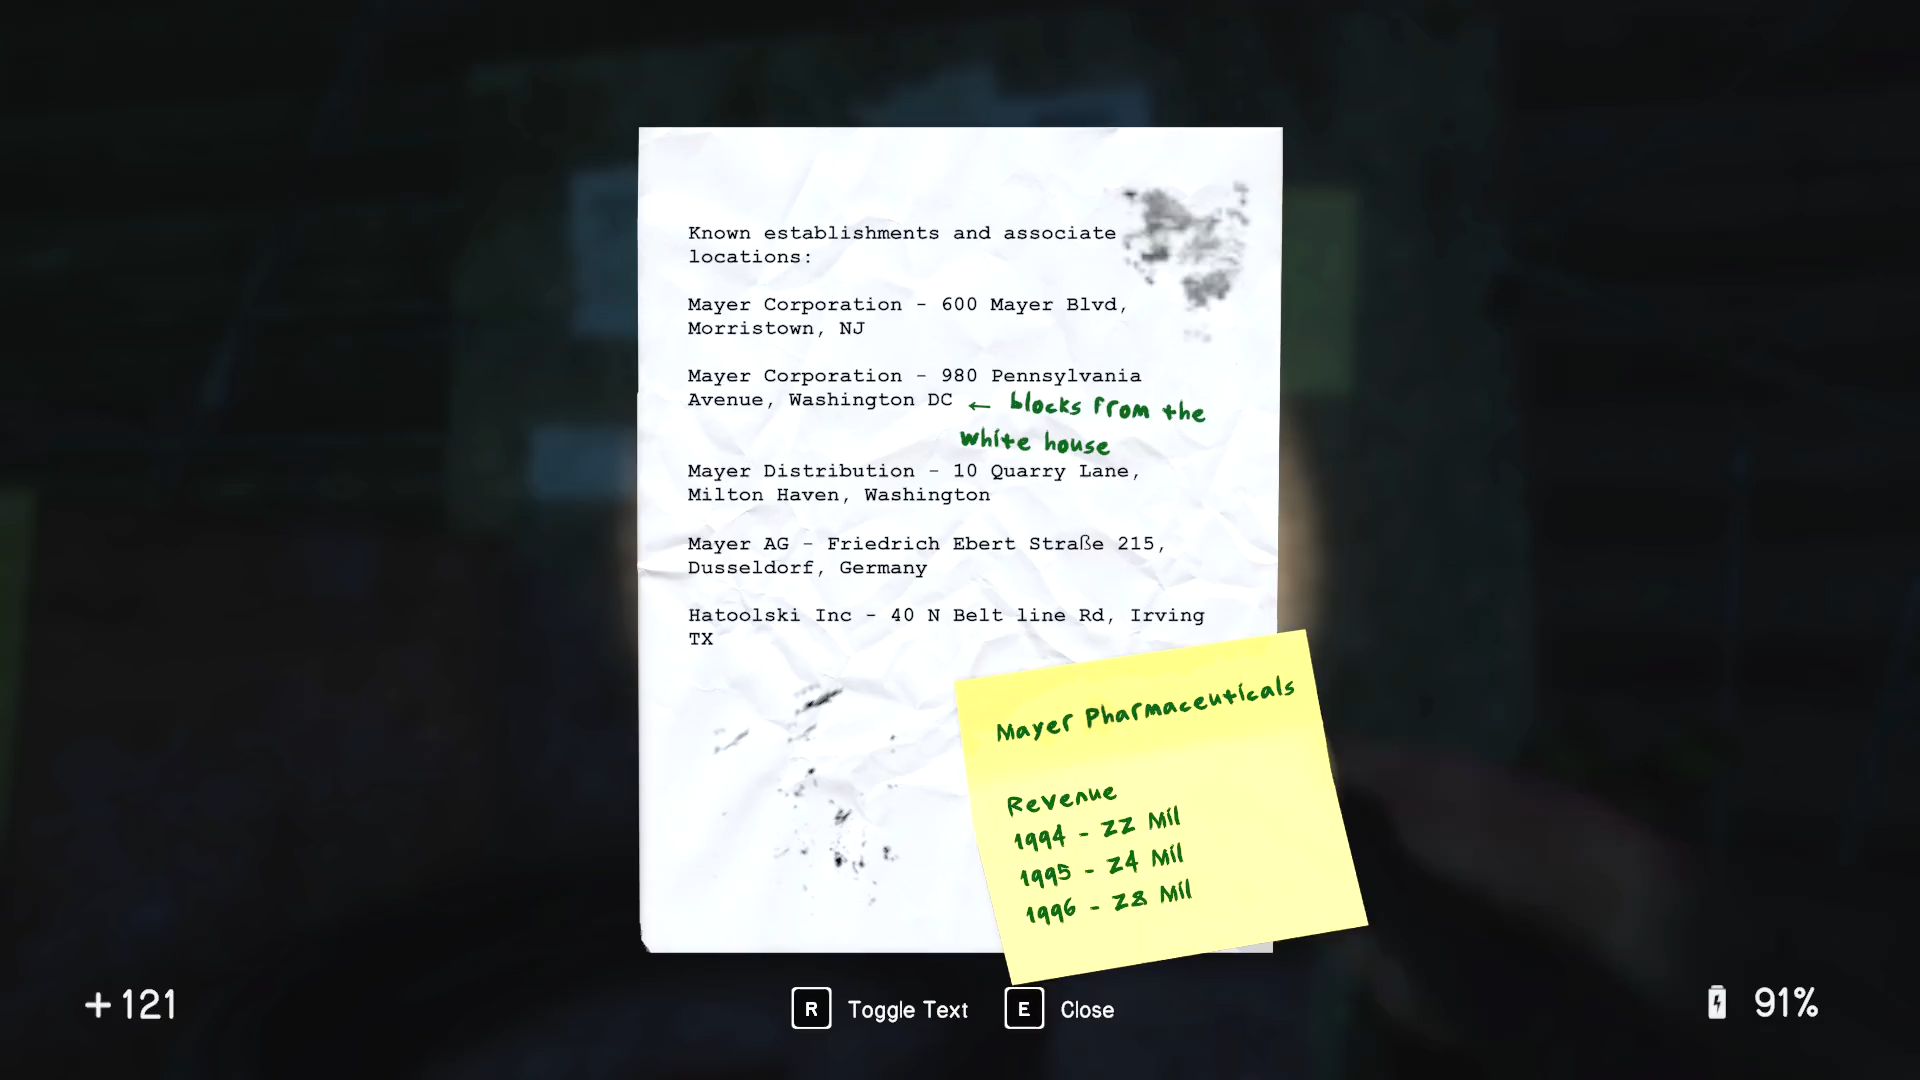 Known establishments and associate
locations:
Mayer Corporation - 600 Mayer Blvd,
Morristown, NJ
Mayer Corporation - 980 Pennsylvania
Avenue, Washington DC ← blocks from the
white house
Mayer Distribution - 10 Quarry Lane,
Milton Haven, Washington
Mayer AG - Friedrich Ebert Straße 215,
Dusseldorf, Germany
Hatoolski Inc - 40 N Belt line Rd, Irving
TX
Mayer Pharmaceuticals
Revenue
1994 - 22 Mil
1995 - 24 Mil
1996 - 28 Mil
+121
R Toggle Text E Close
91%